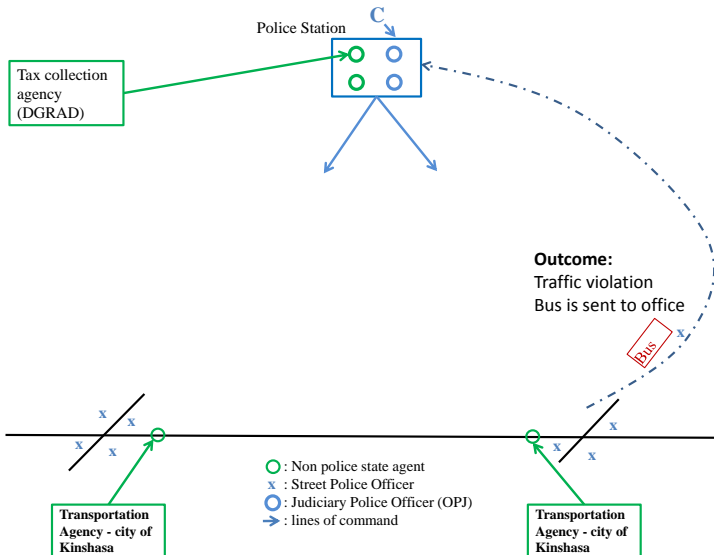 C
Police Station
Tax collection
agency
(DGRAD)
Outcome:
Traffic violation
Bus is sent to office
x
Bus
x
x
x
x
x
x
x
: Non police state agent
x : Street Police Officer
: Judiciary Police Officer (OPJ)
: lines of command
Transportation
Agency - city of
Kinshasa
Transportation
Agency - city of
Kinshasa